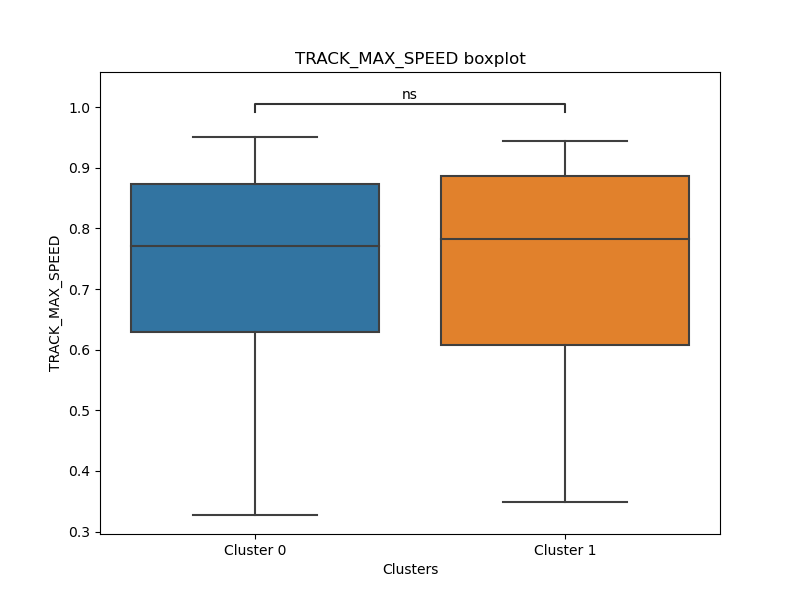 TRACK_MAX_SPEED boxplot
ns
1.0
0.9
0.8
0.7
0.6
0.5
0.4
0.3
TRACK_MAX_SPEED
Cluster 0
Cluster 1
Clusters